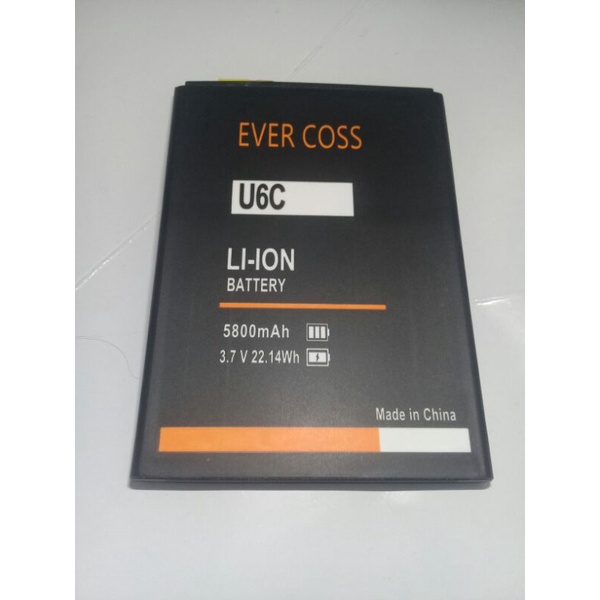 EVER COSS
U6C
LI-ION
BATTERY
5800mAh
3.7 V 22.14Wh
Made in China